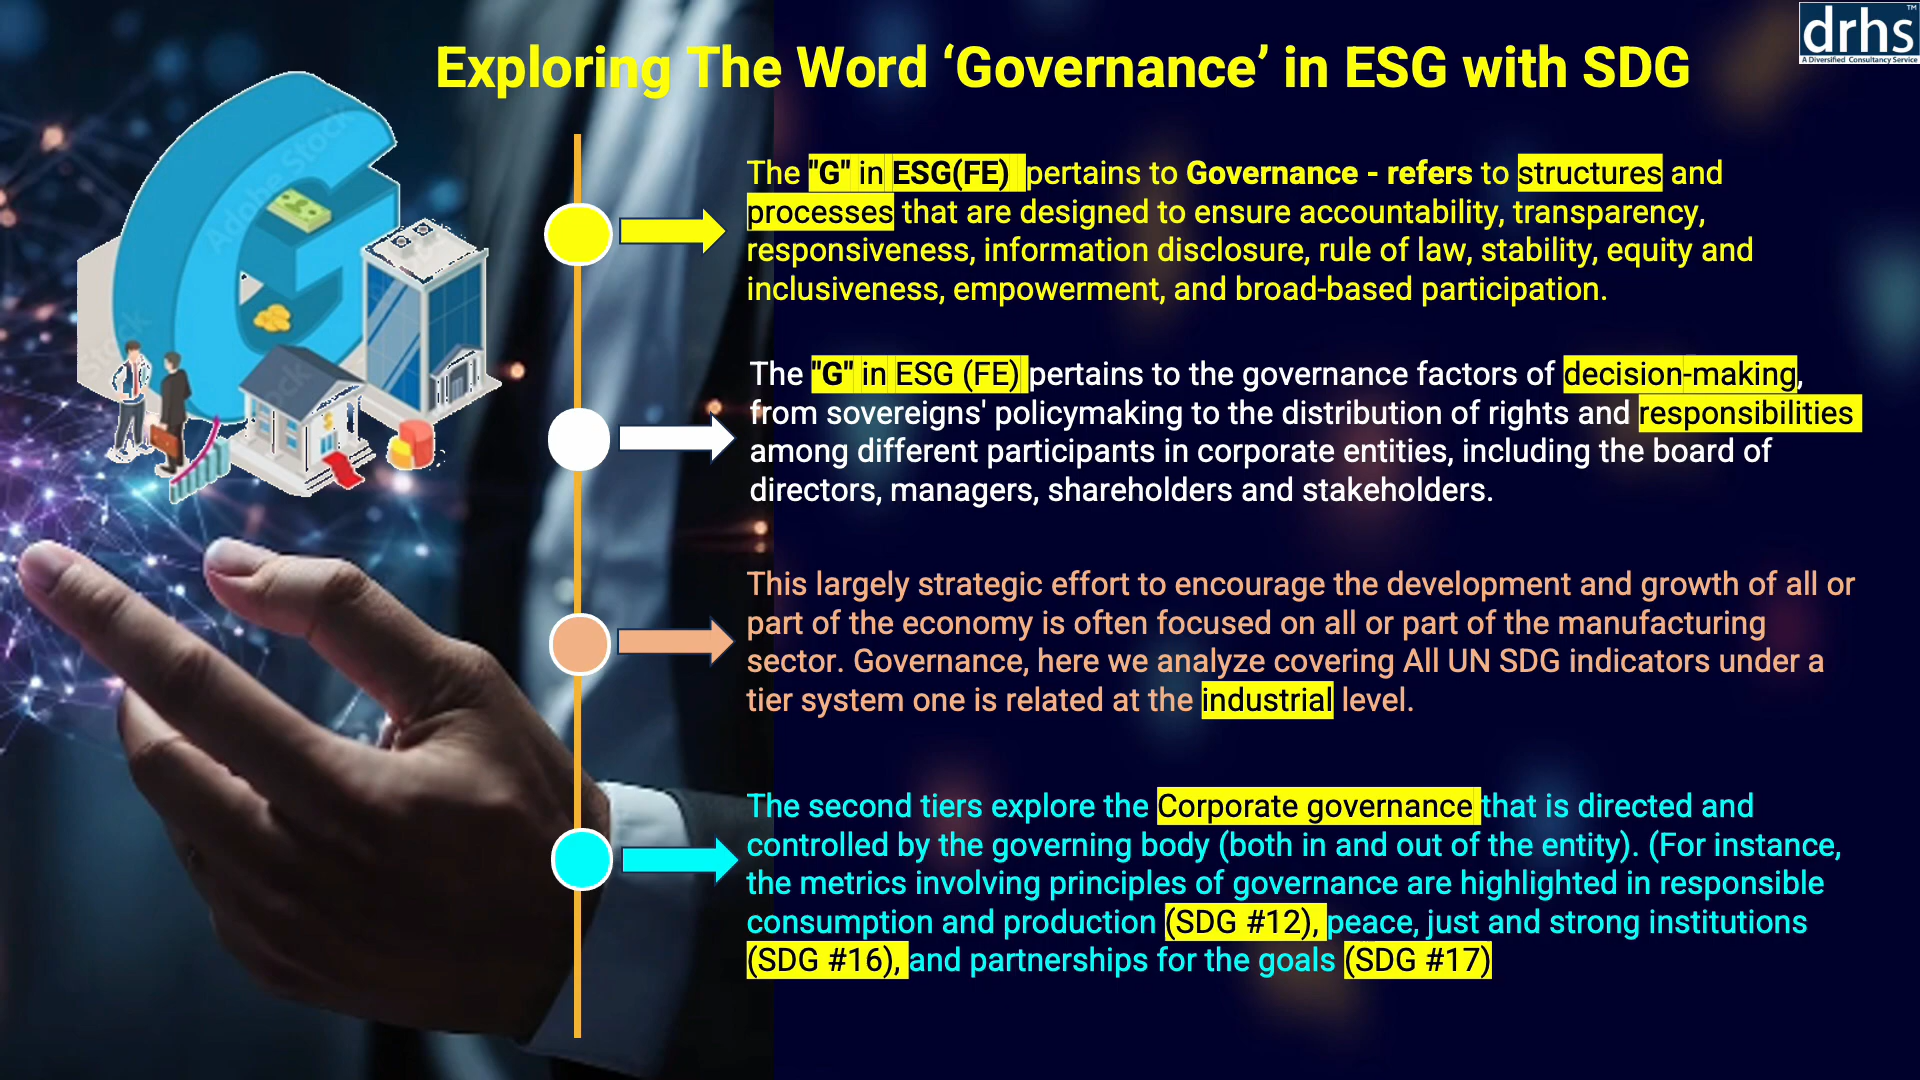 drhs™
A Diversified Consultancy Service
Exploring The Word ‘Governance’ in ESG with SDG
The "G" in ESG(FE) pertains to Governance - refers to structures and
processes that are designed to ensure accountability, transparency,
responsiveness, information disclosure, rule of law, stability, equity and
inclusiveness, empowerment, and broad-based participation.
The "G" in ESG (FE) pertains to the governance factors of decision-making,
from sovereigns' policymaking to the distribution of rights and responsibilities
among different participants in corporate entities, including the board of
directors, managers, shareholders and stakeholders.
This largely strategic effort to encourage the development and growth of all or
part of the economy is often focused on all or part of the manufacturing
sector. Governance, here we analyze covering All UN SDG indicators under a
tier system one is related at the industrial level.
The second tiers explore the Corporate governance that is directed and
controlled by the governing body (both in and out of the entity). (For instance,
the metrics involving principles of governance are highlighted in responsible
consumption and production (SDG #12), peace, just and strong institutions
(SDG #16), and partnerships for the goals (SDG #17)
G
Adobe Stock
Stock